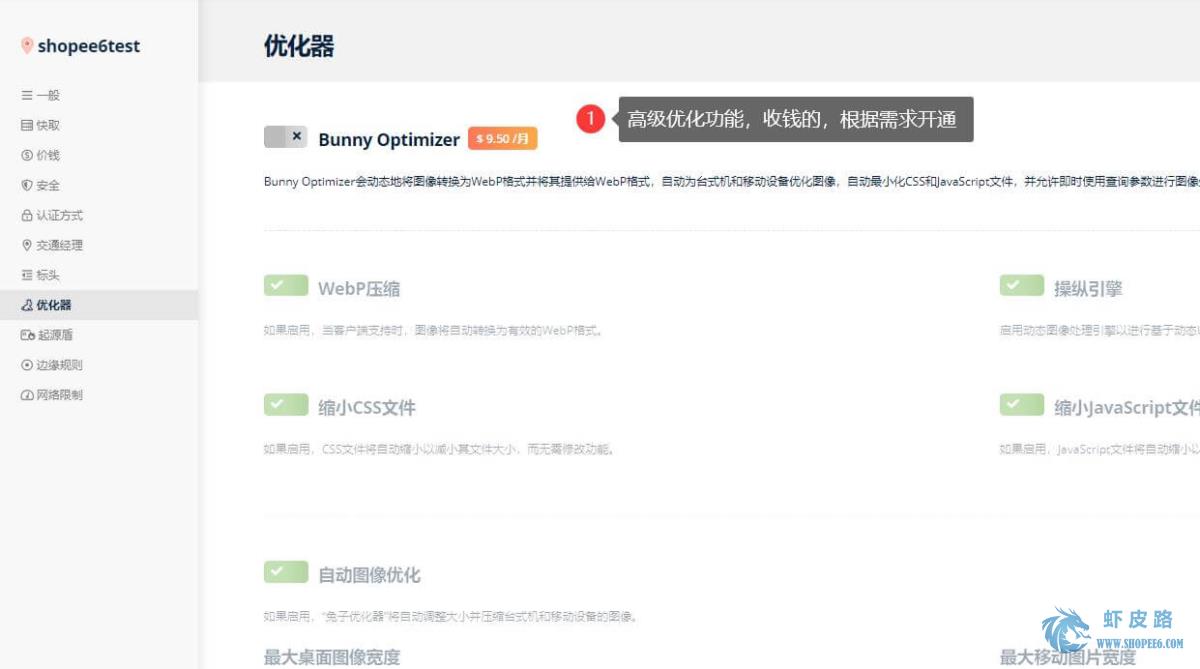 shopee6test
一般
快取
价钱
安全
认证方式
交通经理
标头
优化器
起源盾
边缘规则
网络限制
优化器
Bunny Optimizer $ 9.50 /月
1 高级优化功能，收钱的，根据需求开通
Bunny Optimizer会动态地将图像转换为WebP格式并将其提供给WebP格式，自动为台式机和移动设备优化图像，自动最小化CSS和JavaScript文件，并允许即时使用查询参数进行图像
WebP压缩
如果启用，当客户端支持时，图像将自动转换为有效的WebP格式。
操纵引擎
启用动态图像处理引擎以进行基于动态
缩小CSS文件
如果启用，CSS文件将自动缩小以减小其文件大小，而无需修改功能。
缩小JavaScript文件
如果启用，JavaScript文件将自动缩小以
自动图像优化
如果启用，“兔子优化器”将自动调整大小并压缩台式机和移动设备的图像。
最大桌面图像宽度
最大移动图片宽度
虾皮路
WWW.SHOPEE6.COM